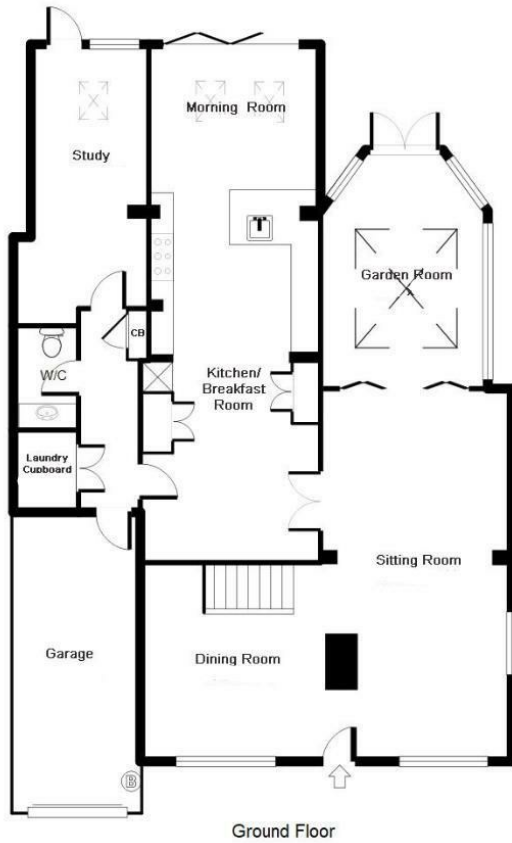 Morning Room
Study
Garden Room
CB
W/C
Kitchen/
Breakfast
Room
Laundry
Cupboard
Sitting Room
Garage
Dining Room
B
Ground Floor